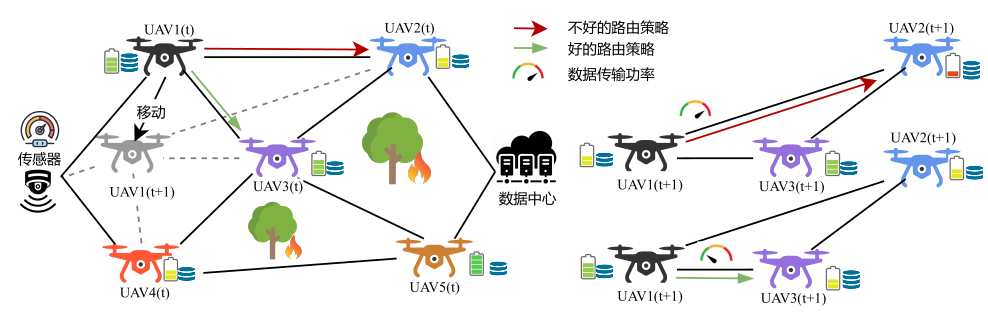 UAV1(t)
UAV2(t)
不好的路由策略
好的路由策略
数据传输功率
UAV2(t+1)
移动
传感器
UAV1(t+1)
UAV3(t)
数据中心
UAV4(t)
UAV5(t)
UAV1(t+1)
UAV3(t+1)
UAV2(t+1)
UAV1(t+1)
UAV3(t+1)